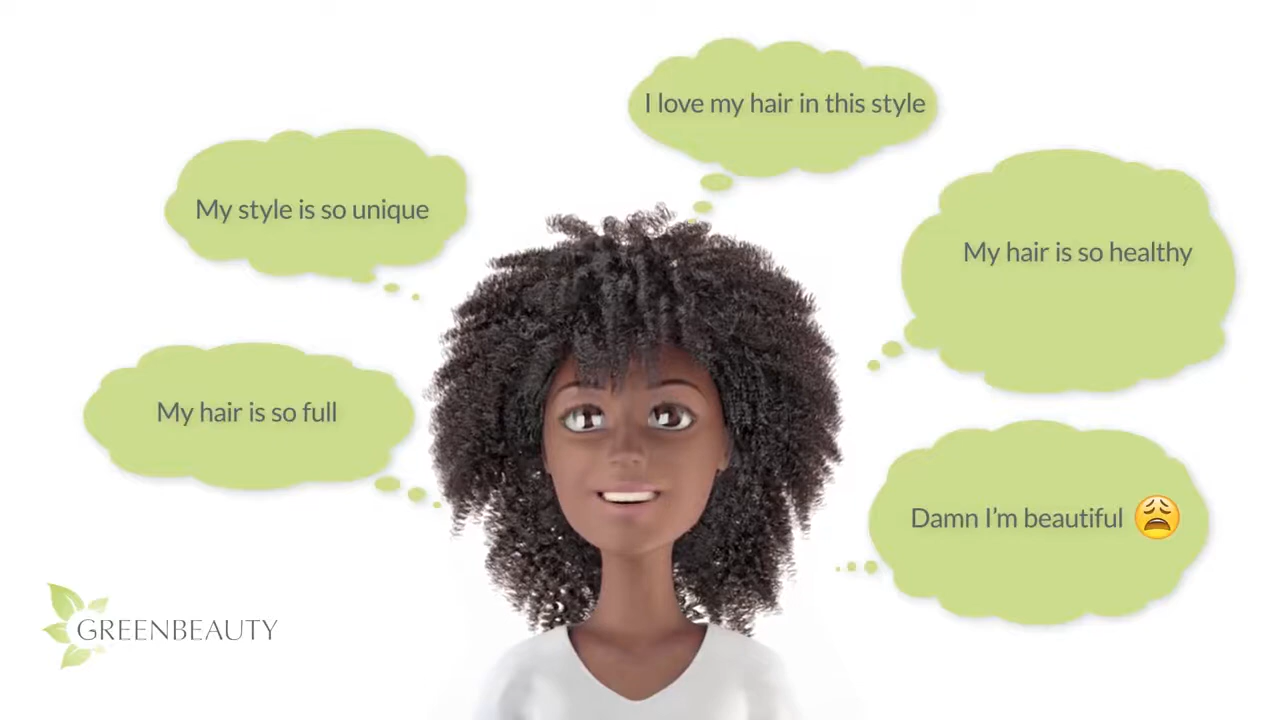 I love my hair in this style
My style is so unique
My hair is so healthy
My hair is so full
Damn I'm beautiful 😩
GREENBEAUTY